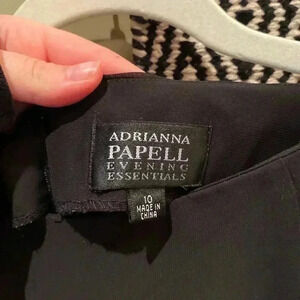 ADRIANNA
PAPELL
EVENING
ESSENTIALS
10
MADE IN
CHINA